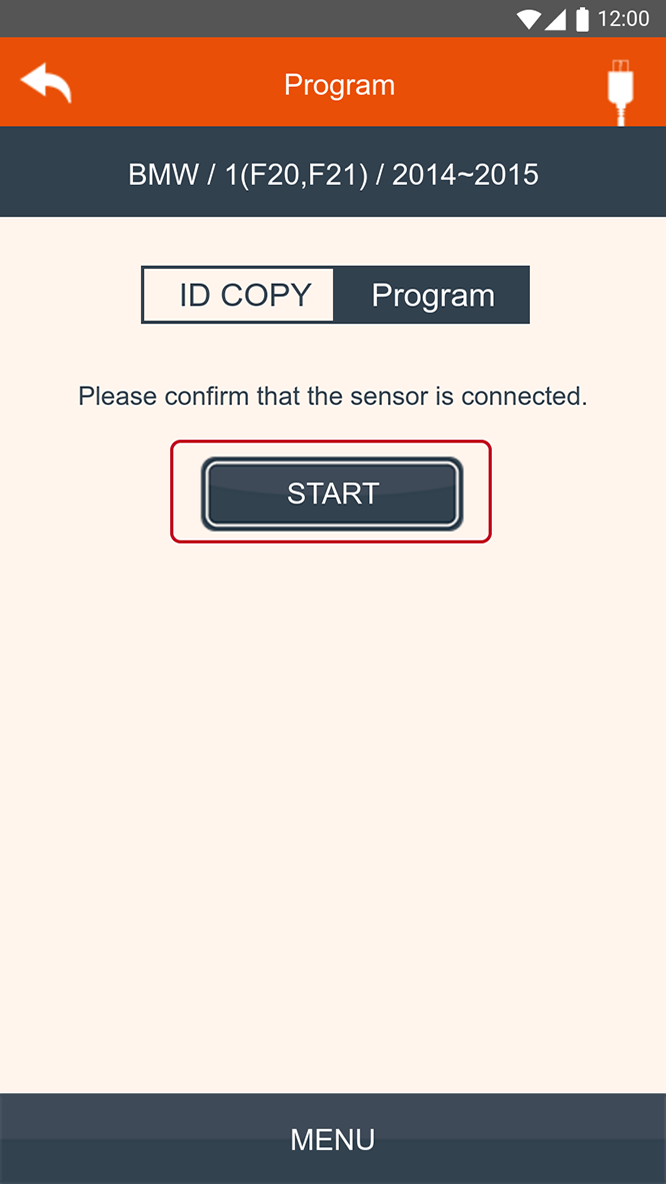 12:00
Program
BMW / 1(F20,F21) / 2014~2015
ID COPY Program
Please confirm that the sensor is connected.
START
MENU